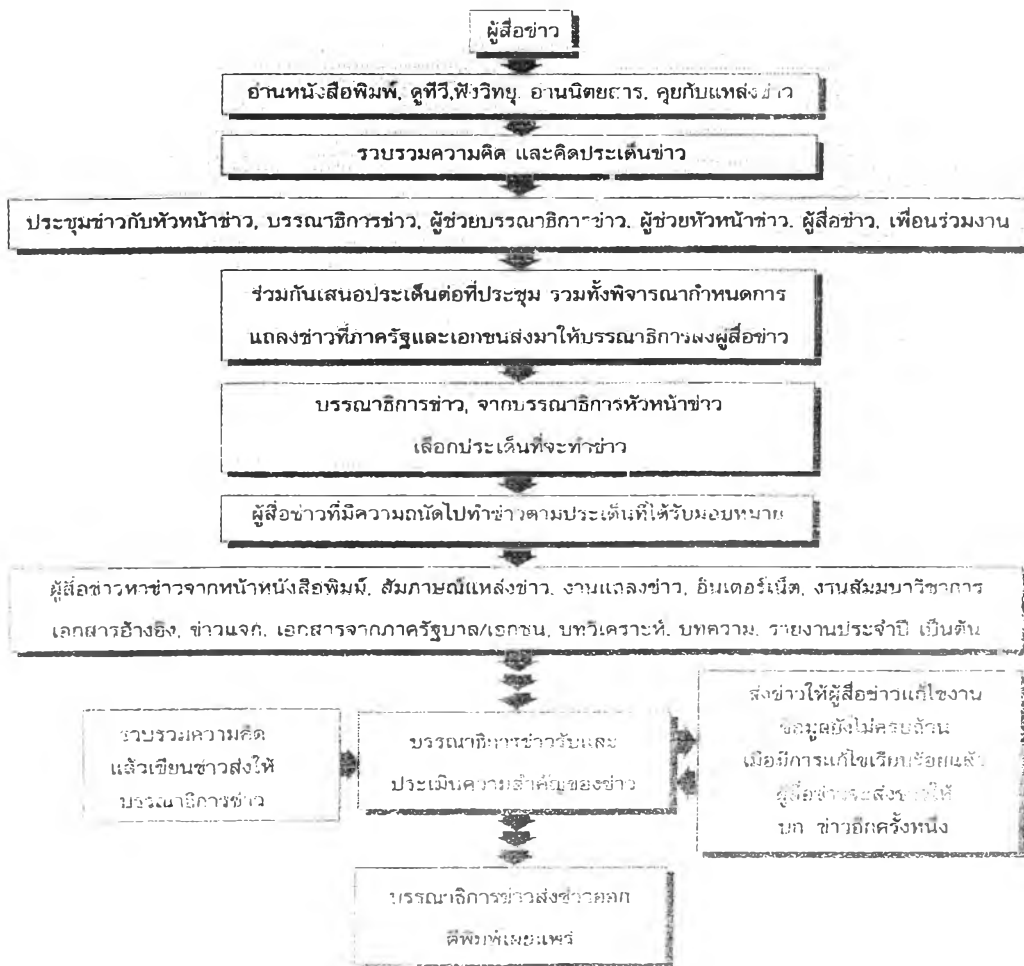 ผู้สื่อข่าว
อ่านหนังสือพิมพ์, ดูทีวี,ฟังวิทยุ, อ่านนิตยสาร, คุยกับแหล่งข่าว
รวบรวมความคิด และคิดประเด็นข่าว
ประชุมข่าวกับหัวหน้าข่าว, บรรณาธิการข่าว, ผู้ช่วยบรรณาธิการข่าว, ผู้ช่วยหัวหน้าข่าว, ผู้สื่อข่าว, เพื่อนร่วมงาน
ร่วมกันเสนอประเด็นต่อที่ประชุม รวมทั้งพิจารณากำหนดการ
แถลงข่าวที่ภาครัฐและเอกชนส่งมาให้บรรณาธิการส่งผู้สื่อข่าว
บรรณาธิการข่าว, จากบรรณาธิการหัวหน้าข่าว
เลือกประเด็นที่จะทำข่าว
ผู้สื่อข่าวที่มีความถนัดไปทำข่าวตามประเด็นที่ได้รับมอบหมาย
ผู้สื่อข่าวหาข่าวจากหน้าหนังสือพิมพ์, สัมภาษณ์แหล่งข่าว, งานแถลงข่าว, อินเตอร์เน็ต, งานสัมมนาวิชาการ
เอกสารอ้างอิง, ข่าวแจก, เอกสารจากภาครัฐบาล/เอกชน, บทวิเคราะห์, บทความ, รายงานประจำปี เป็นต้น
รวบรวมความคิด
แล้วเขียนข่าวส่งให้
บรรณาธิการข่าว
บรรณาธิการข่าวรับและ
ประเมินความสำคัญของข่าว
ส่งข่าวให้ผู้สื่อข่าวแก้ไขงาน
ข้อมูลยังไม่ครบถ้วน
เมื่อมีการแก้ไขเรียบร้อยแล้ว
ผู้สื่อข่าวจะส่งข่าวให้
บก ข่าวอีกครั้งหนึ่ง
บรรณาธิการข่าวส่งข่าวออก
ตีพิมพ์เผยแพร่